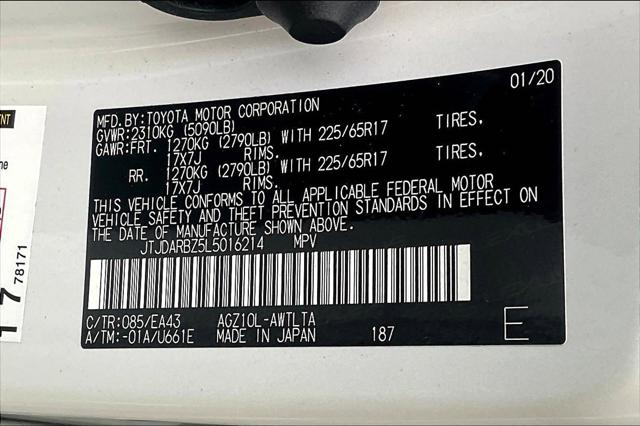 01/20
MFD.BY:TOYOTA MOTOR CORPORATION
GVWR:2310KG (5090LB)
GAWR:FRT. 1270KG (2790LB) WITH 225/65R17 TIRES,
17X7J RIMS.
RR. 1270KG (2790LB) WITH 225/65R17 TIRES,
17X7J RIMS.
THIS VEHICLE CONFORMS TO ALL APPLICABLE FEDERAL MOTOR
VEHICLE SAFETY AND THEFT PREVENTION STANDARDS IN EFFECT ON
THE DATE OF MANUFACTURE SHOWN ABOVE.
JTJDARBZ5L5016214 MPV
C/TR:085/EA43 AGZ10L-AWTLTA
A/TM:-01A/U661E MADE IN JAPAN 187 E
78171